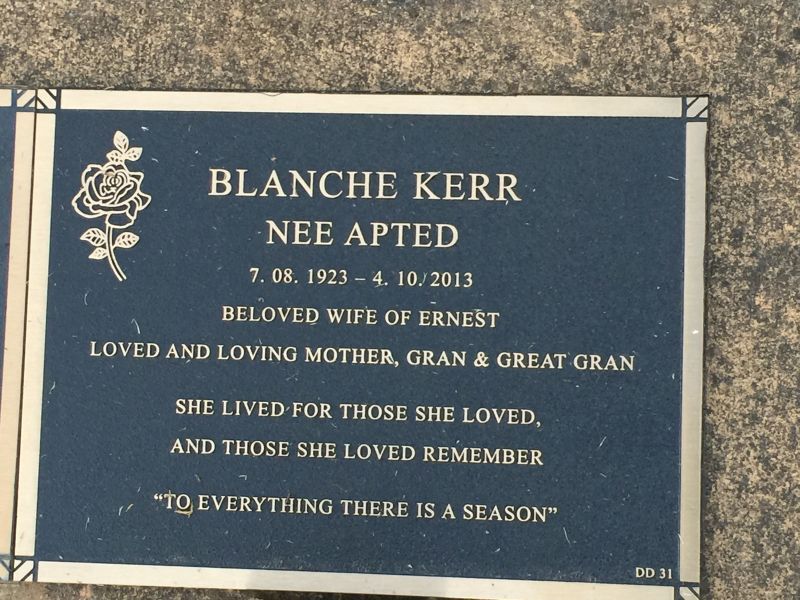 BLANCHE KERR
NEE APTED
7. 08. 1923 – 4. 10. 2013
BELOVED WIFE OF ERNEST
LOVED AND LOVING MOTHER, GRAN & GREAT GRAN
SHE LIVED FOR THOSE SHE LOVED,
AND THOSE SHE LOVED REMEMBER
“TO EVERYTHING THERE IS A SEASON”
DD 31